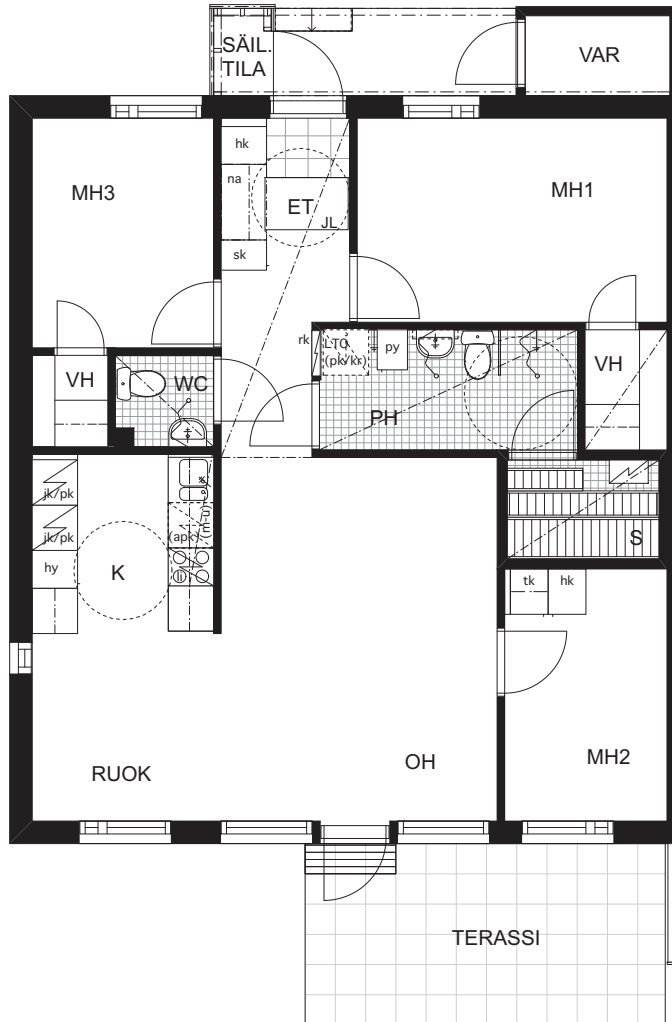 SÄIL.
TILA
VAR
hk
na
sk
ET
JL
MH3
MH1
VH
WC
rk
LTO
(pk/kr)
py
PH
VH
jk/pk
jk/pk
hy
K
(apk)
(m-u)
li
S
tk
hk
RUOK
OH
MH2
TERASSI